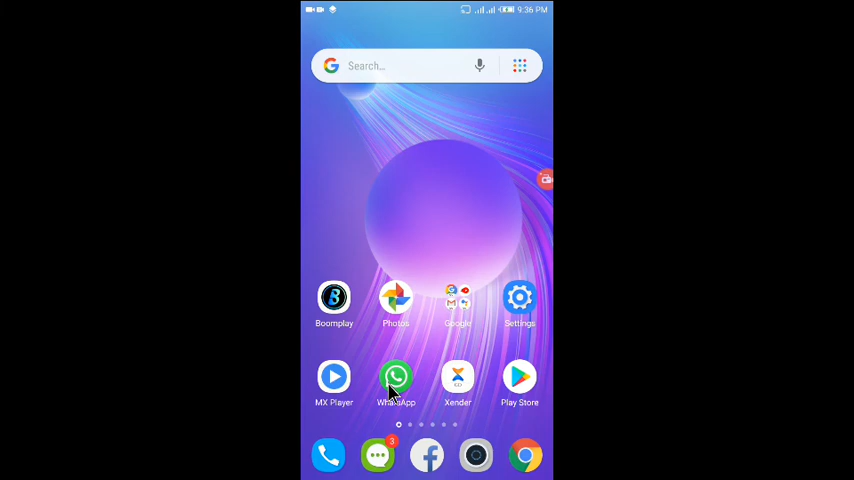 9:36 PM
Search...
Boomplay
Photos
Google
Settings
MX Player
WhatsApp
Xender
Play Store
3